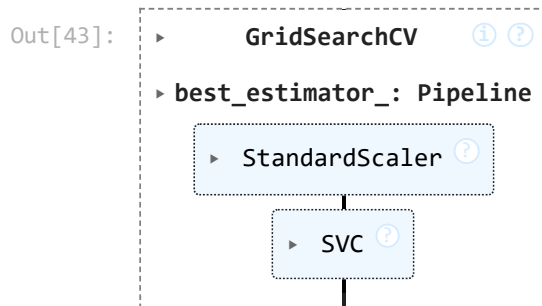 Out[43]:
▸ GridSearchCV i ?
▸ best_estimator_: Pipeline
▸ StandardScaler ?
▸ SVC ?